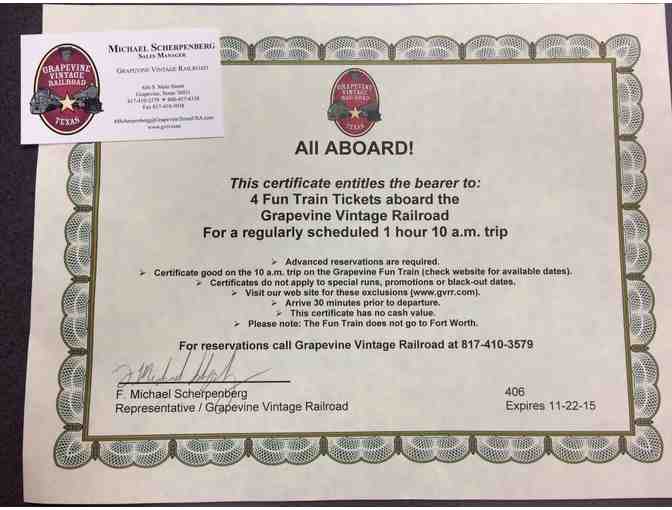 MICHAEL SCHERPENBERG
SALES MANAGER
GRAPEVINE VINTAGE RAILROAD
GRAPEVINE
VINTAGE
RAILROAD
TEXAS
Grapevine, Texas 76051
www.gvrr.com
GRAPEVINE
VINTAGE
RAILROAD
TEXAS
All ABOARD!
This certificate entitles the bearer to:
4 Fun Train Tickets aboard the
Grapevine Vintage Railroad
For a regularly scheduled 1 hour 10 a.m. trip
➢ Advanced reservations are required.
➢ Certificate good on the 10 a.m. trip on the Grapevine Fun Train (check website for available dates).
➢ Certificates do not apply to special runs, promotions or black-out dates.
➢ Visit our web site for these exclusions (www.gvrr.com).
➢ Arrive 30 minutes prior to departure.
➢ This certificate has no cash value.
➢ Please note: The Fun Train does not go to Fort Worth.
For reservations call Grapevine Vintage Railroad at 817-410-3579
F. Michael Scherpenberg
Representative / Grapevine Vintage Railroad
406
Expires 11-22-15